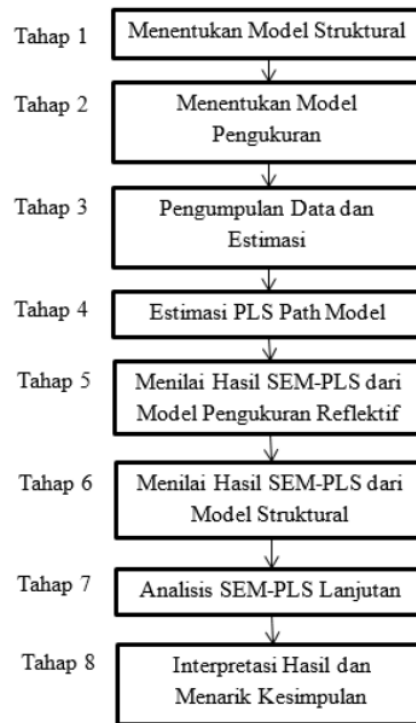 Tahap 1 Menentukan Model Struktural
Tahap 2 Menentukan Model
Pengukuran
Tahap 3 Pengumpulan Data dan
Estimasi
Tahap 4 Estimasi PLS Path Model
Tahap 5 Menilai Hasil SEM-PLS dari
Model Pengukuran Reflektif
Tahap 6 Menilai Hasil SEM-PLS dari
Model Struktural
Tahap 7 Analisis SEM-PLS Lanjutan
Tahap 8 Interpretasi Hasil dan
Menarik Kesimpulan